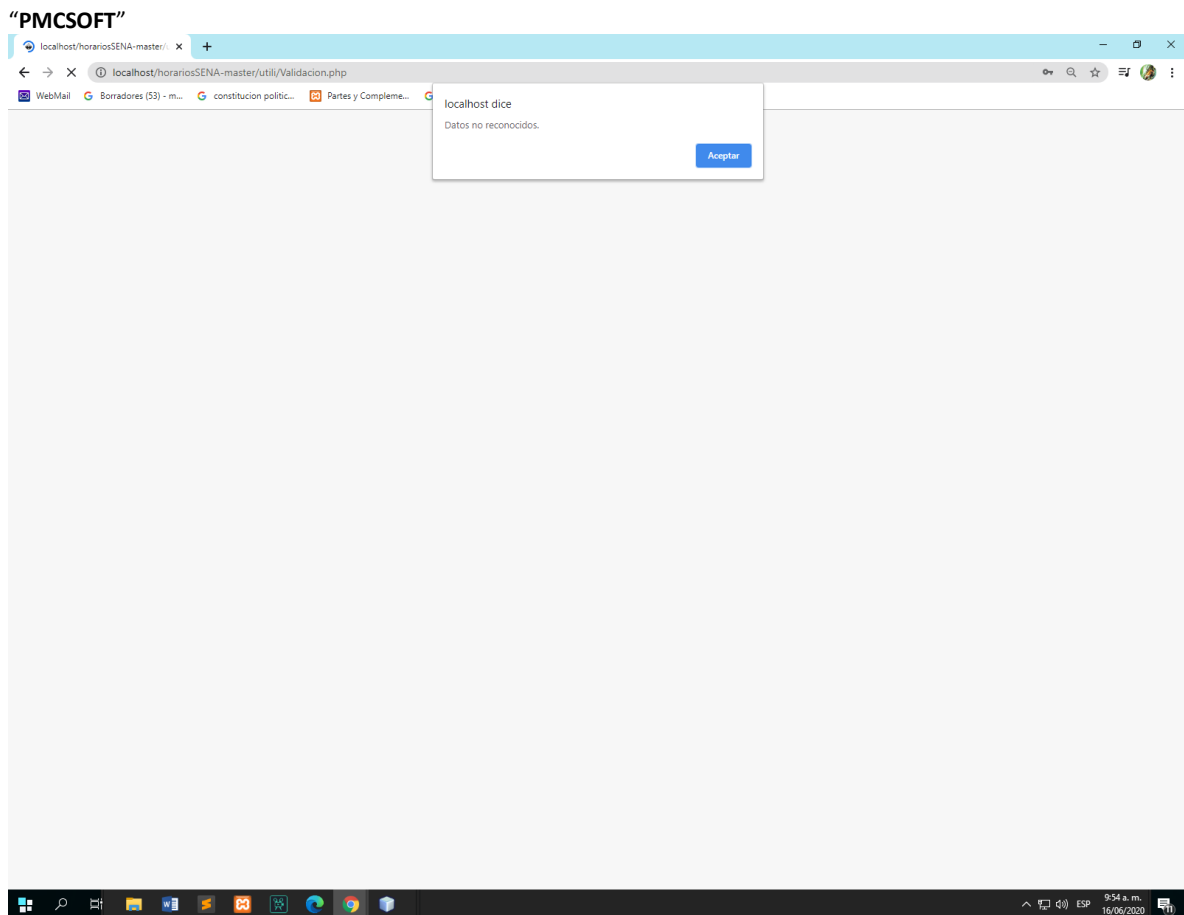 “PMCSOFT”
localhost/horariosSENA-master/
localhost/horariosSENA-master/utili/Validacion.php
WebMail Borradores (53) - m... constitucion politic... Partes y Compleme...
localhost dice
Datos no reconocidos.
Aceptar
ESP
9:54 a. m.
16/06/2020